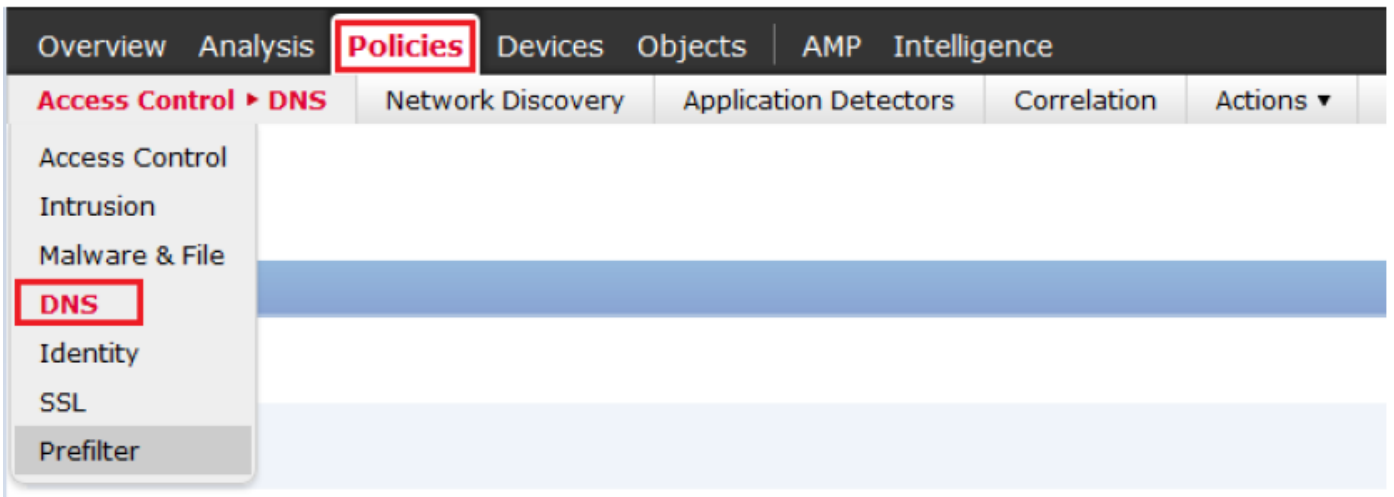 Overview Analysis Policies Devices Objects AMP Intelligence
Access Control ▸ DNS Network Discovery Application Detectors Correlation Actions ▼
Access Control
Intrusion
Malware & File
DNS
Identity
SSL
Prefilter